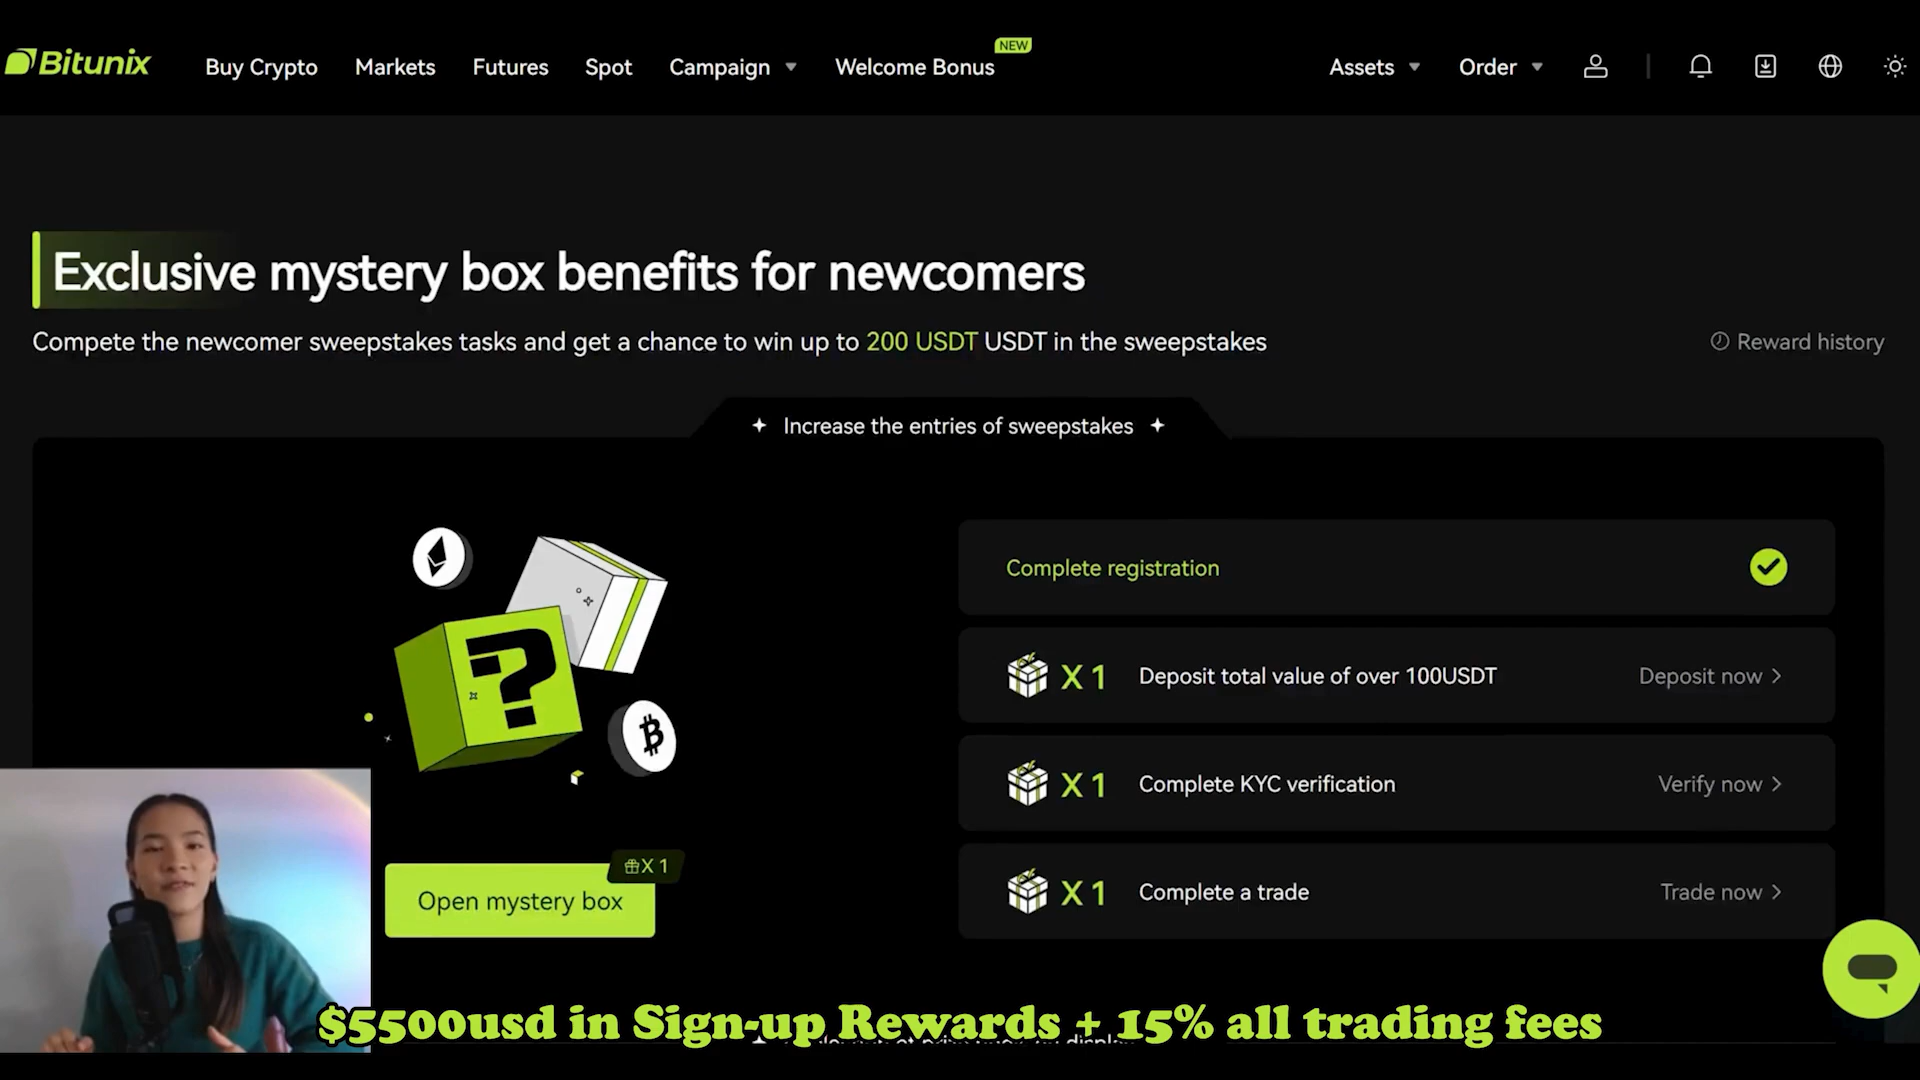 Bitunix
Buy Crypto
Markets
Futures
Spot
Campaign
Welcome Bonus
NEW
Assets
Order
Exclusive mystery box benefits for newcomers
Compete the newcomer sweepstakes tasks and get a chance to win up to 200 USDT USDT in the sweepstakes
Reward history
Increase the entries of sweepstakes
?
Complete registration
X 1 Deposit total value of over 100USDT Deposit now
X 1 Complete KYC verification Verify now
X 1 Complete a trade Trade now
X 1
Open mystery box
$5500usd in Sign-up Rewards + 15% all trading fees